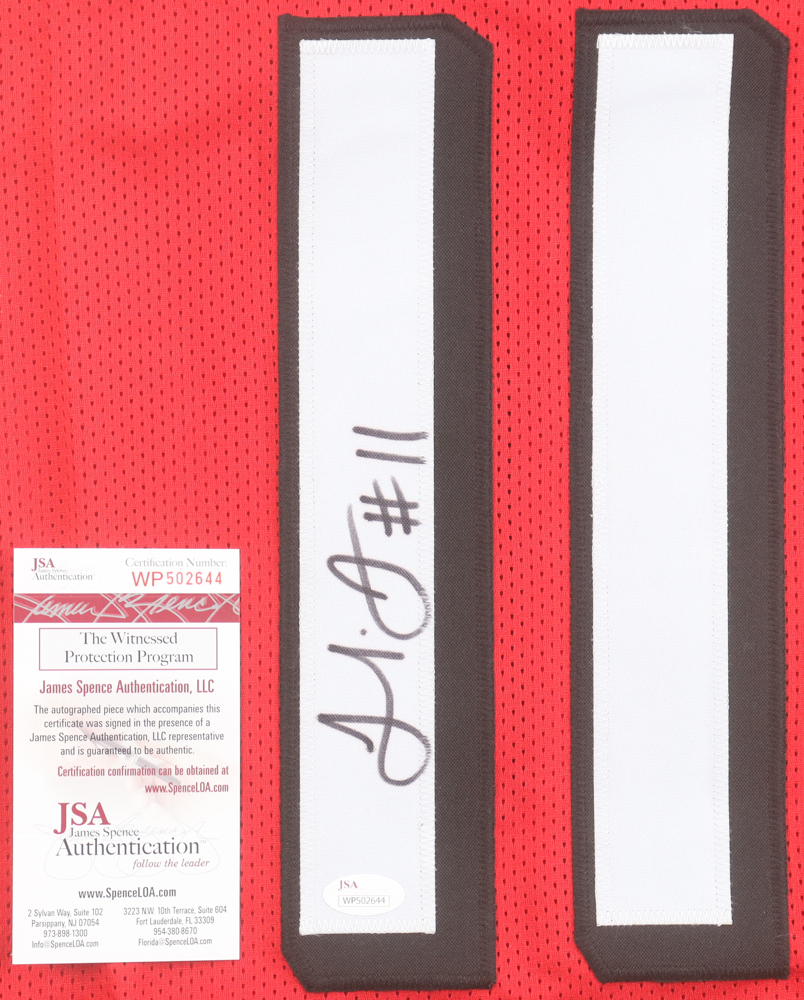 JSA
James Spence
Authentication
Certification Number:
WP502644
The Witnessed
Protection Program
James Spence Authentication, LLC
The autographed piece which accompanies this
certificate was signed in the presence of a
James Spence Authentication, LLC representative
and is guaranteed to be authentic.
Certification confirmation can be obtained at
www.SpenceLOA.com
JSA
James Spence
Authentication™
follow the leader
www.SpenceLOA.com
2 Sylvan Way, Suite 102
Parsippany, NJ 07054
973-898-1300
Info@SpenceLOA.com
3223 N.W. 10th Terrace, Suite 604
Fort Lauderdale, FL 33309
954-380-8670
Florida@SpenceLOA.com
#11
JSA
WP502644
11